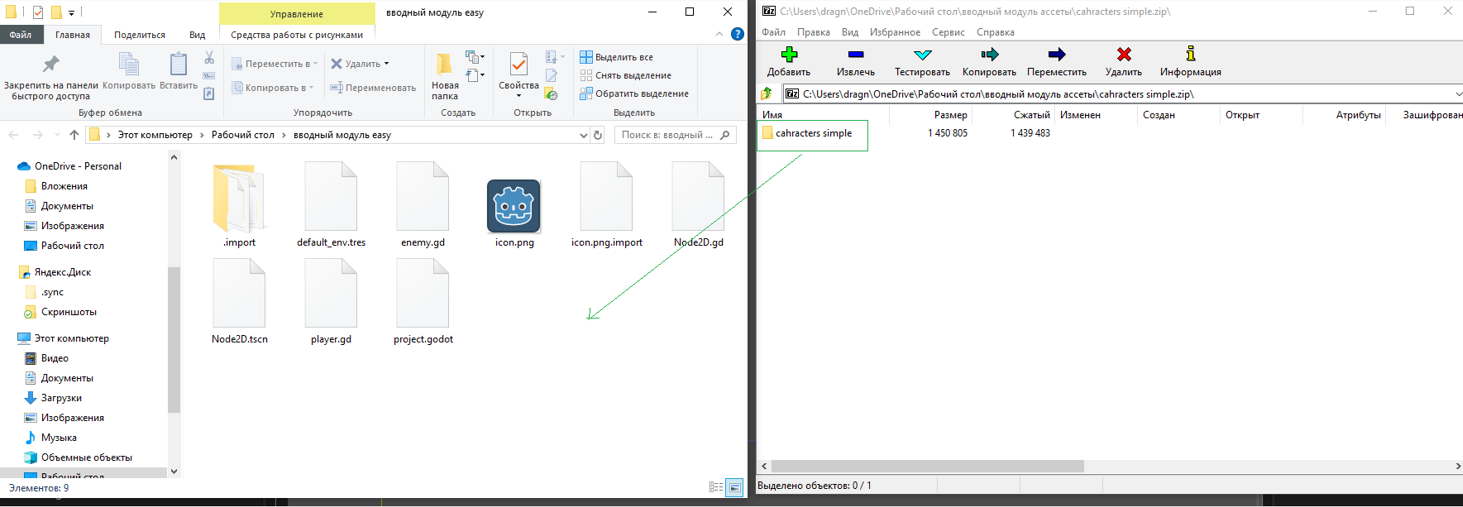 Управление
вводный модуль easy
Файл
Главная
Поделиться
Вид
Средства работы с рисунками
Закрепить на панели
быстрого доступа
Копировать
Вставить
Переместить в
Копировать в
Удалить
Переименовать
Новая
папка
Свойства
Выделить все
Снять выделение
Обратить выделение
Буфер обмена
Упорядочить
Создать
Открыть
Выделить
Этот компьютер
Рабочий стол
вводный модуль easy
Поиск в: вводный ...
OneDrive - Personal
Вложения
Документы
Изображения
Рабочий стол
Яндекс.Диск
.sync
Скриншоты
Этот компьютер
Видео
Документы
Загрузки
Изображения
Музыка
Объемные объекты
Рабочий стол
.import
default_env.tres
enemy.gd
icon.png
icon.png.import
Node2D.gd
Node2D.tscn
player.gd
project.godot
Элементов: 9
7z C:\Users\dragn\OneDrive\Рабочий стол\вводный модуль ассеты\cahracters simple.zip\
Файл Правка Вид Избранное Сервис Справка
Добавить Извлечь Тестировать Копировать Переместить Удалить Информация
7z C:\Users\dragn\OneDrive\Рабочий стол\вводный модуль ассеты\cahracters simple.zip\
Имя Размер Сжатый Изменен Создан Открыт Атрибуты Зашифрован
cahracters simple 1 450 805 1 439 483
Выделено объектов: 0 / 1